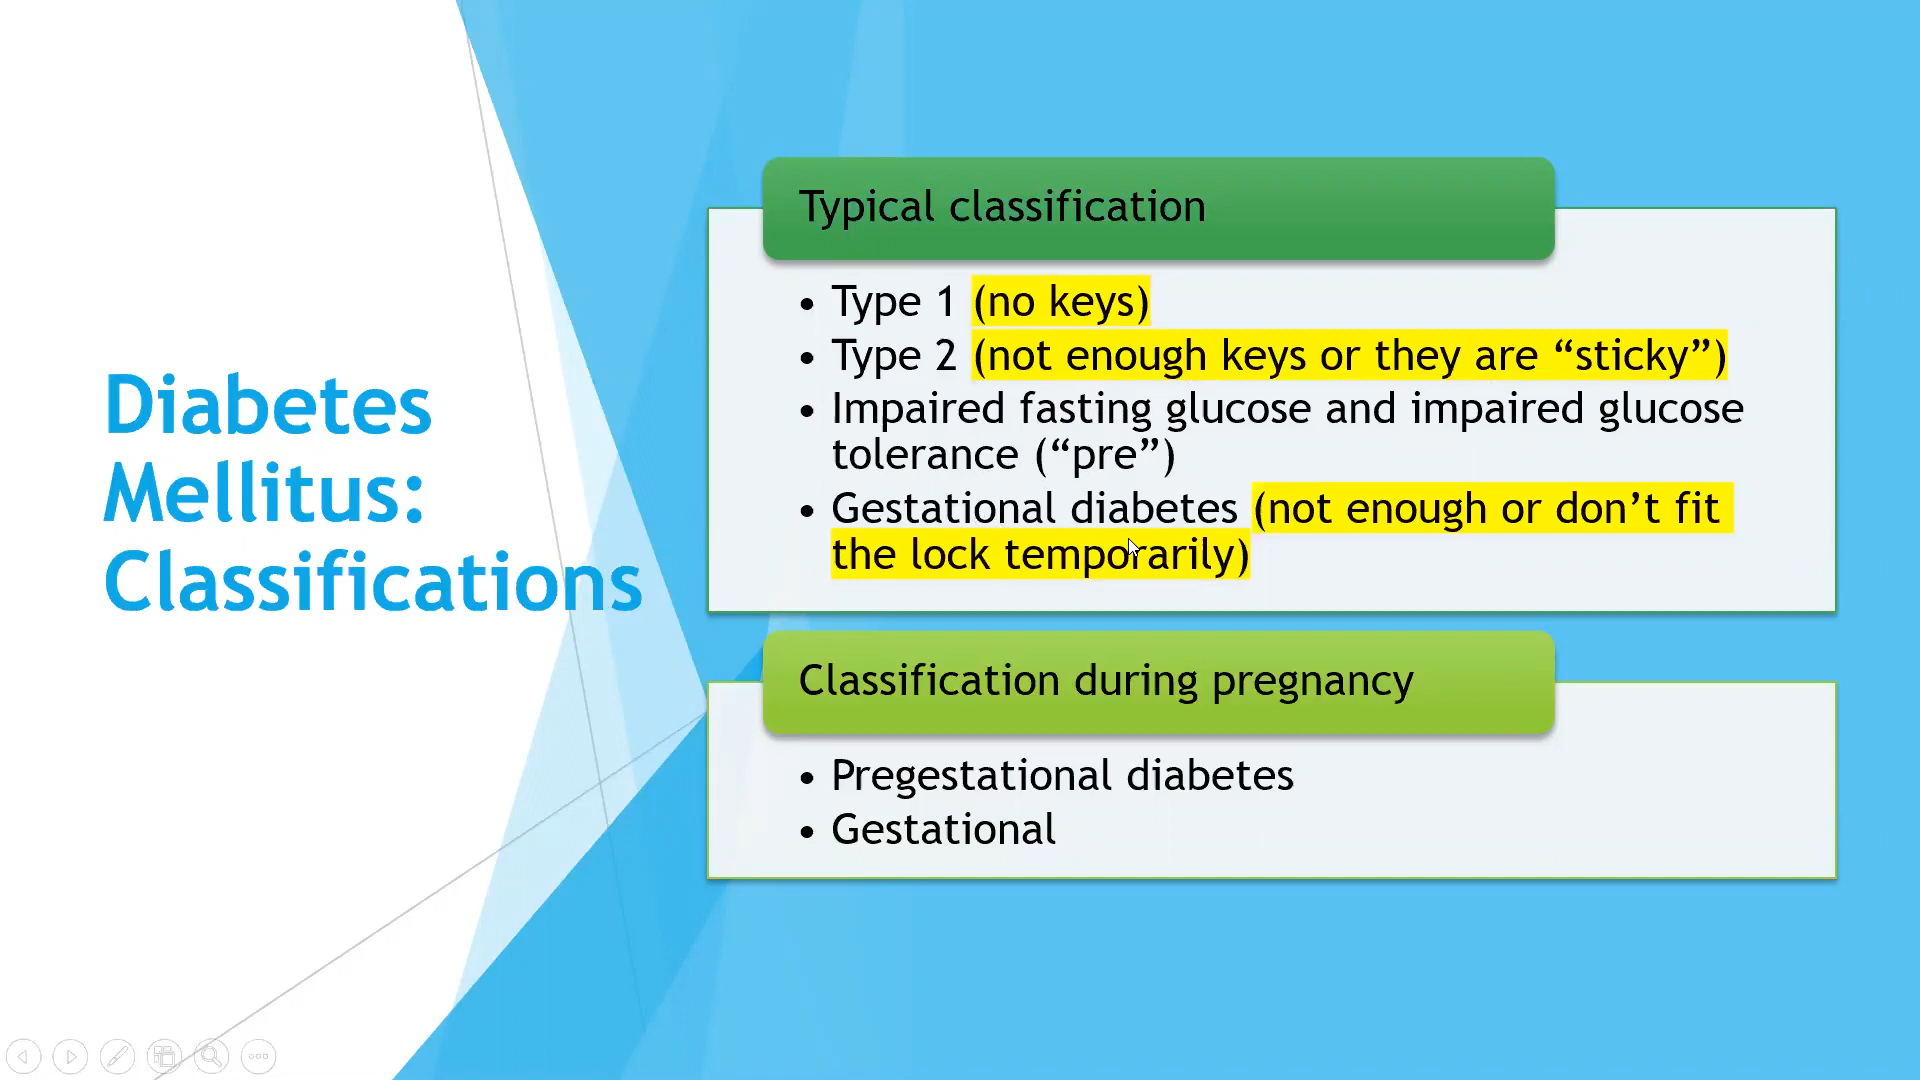 Diabetes
Mellitus:
Classifications
Typical classification
• Type 1 (no keys)
• Type 2 (not enough keys or they are “sticky”)
• Impaired fasting glucose and impaired glucose
tolerance (“pre”)
• Gestational diabetes (not enough or don’t fit
the lock temporarily)
Classification during pregnancy
• Pregestational diabetes
• Gestational